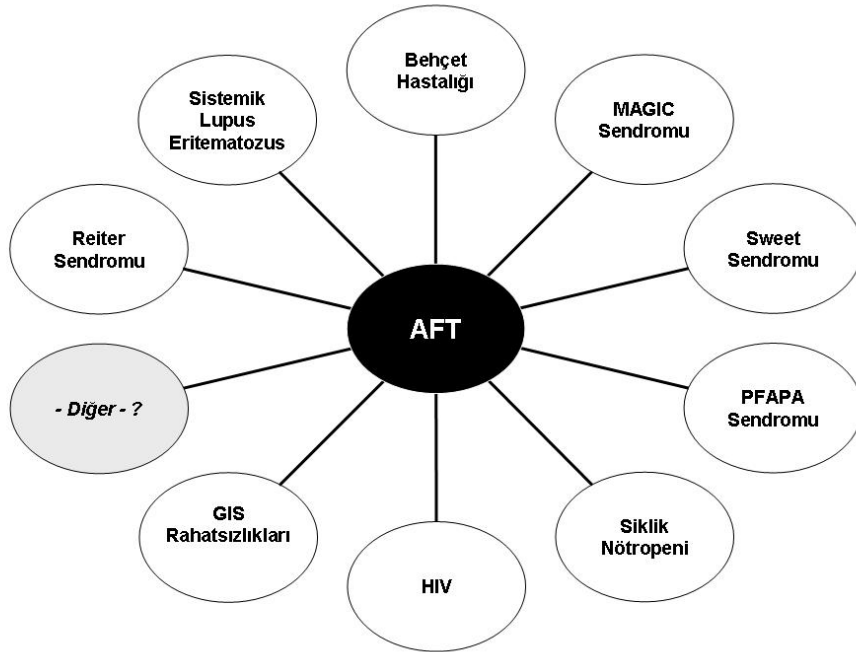 Behçet
Hastalığı
MAGIC
Sendromu
Sweet
Sendromu
PFAPA
Sendromu
Siklik
Nötropeni
HIV
GIS
Rahatsızlıkları
- Diğer - ?
Reiter
Sendromu
Sistemik
Lupus
Eritematozus
AFT